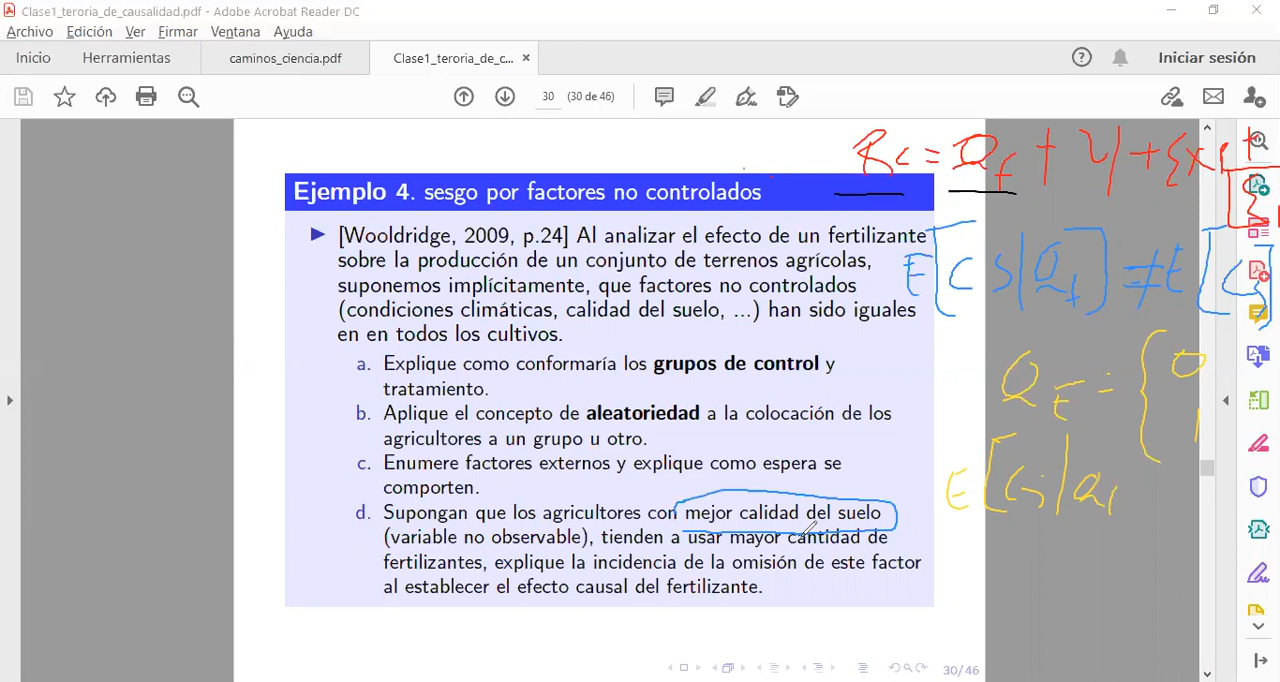 Clase1_teroria_de_causalidad.pdf - Adobe Acrobat Reader DC
Archivo Edición Ver Firmar Ventana Ayuda
Inicio Herramientas caminos_ciencia.pdf Clase1_teroria_de_c... ×
Iniciar sesión
30 (30 de 46)
Ejemplo 4. sesgo por factores no controlados
[Wooldridge, 2009, p.24] Al analizar el efecto de un fertilizante
sobre la producción de un conjunto de terrenos agrícolas,
suponemos implícitamente, que factores no controlados
(condiciones climáticas, calidad del suelo, ...) han sido iguales
en en todos los cultivos.
a. Explique como conformaría los grupos de control y
tratamiento.
b. Aplique el concepto de aleatoriedad a la colocación de los
agricultores a un grupo u otro.
c. Enumere factores externos y explique como espera se
comporten.
d. Supongan que los agricultores con mejor calidad del suelo
(variable no observable), tienden a usar mayor cantidad de
fertilizantes, explique la incidencia de la omisión de este factor
al establecer el efecto causal del fertilizante.
30/46
E[CS|Qf] ≠ E[